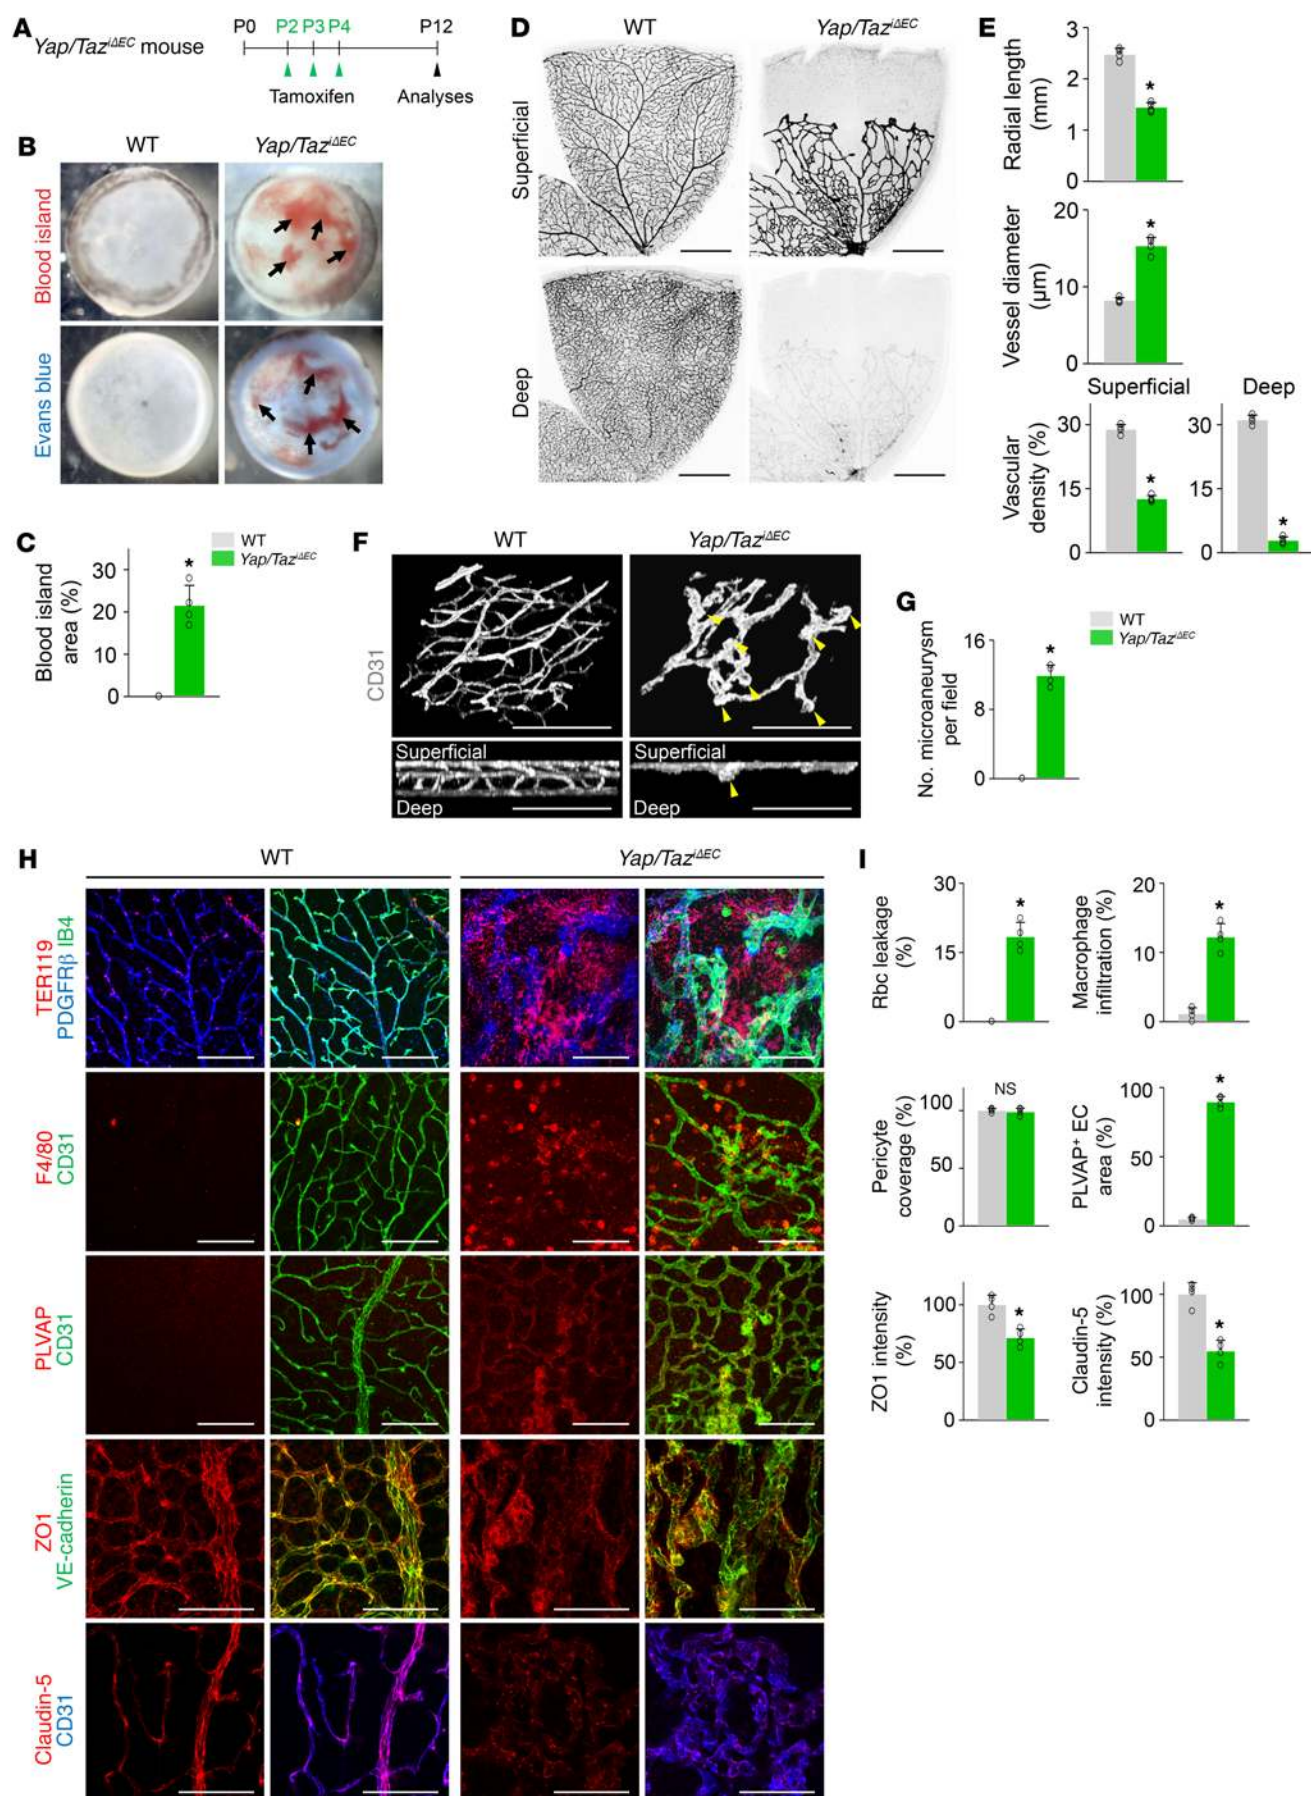 A
Yap/Taz^iΔEC mouse
P0 P2 P3 P4 P12
Tamoxifen Analyses
B
WT Yap/Taz^iΔEC
Blood island
Evans blue
C
WT
Yap/Taz^iΔEC
Blood island
area (%)
30
20
10
0
*
D
WT Yap/Taz^iΔEC
Superficial
Deep
E
Radial length
(mm)
3
2
1
0
*
Vessel diameter
(μm)
20
10
0
*
Superficial Deep
Vascular
density (%)
30
15
0
*
30
15
0
*
F
WT Yap/Taz^iΔEC
CD31
Superficial
Deep
Superficial
Deep
G
WT
Yap/Taz^iΔEC
No. microaneurysm
per field
16
8
0
*
H
WT Yap/Taz^iΔEC
TER119
PDGFRβ IB4
F4/80
CD31
PLVAP
CD31
ZO1
VE-cadherin
Claudin-5
CD31
I
Rbc leakage
(%)
30
15
0
*
Macrophage
infiltration (%)
20
10
0
*
Pericyte
coverage (%)
100
50
0
NS
PLVAP⁺ EC
area (%)
100
50
0
*
ZO1 intensity
(%)
100
50
0
*
Claudin-5
intensity (%)
100
50
0
*